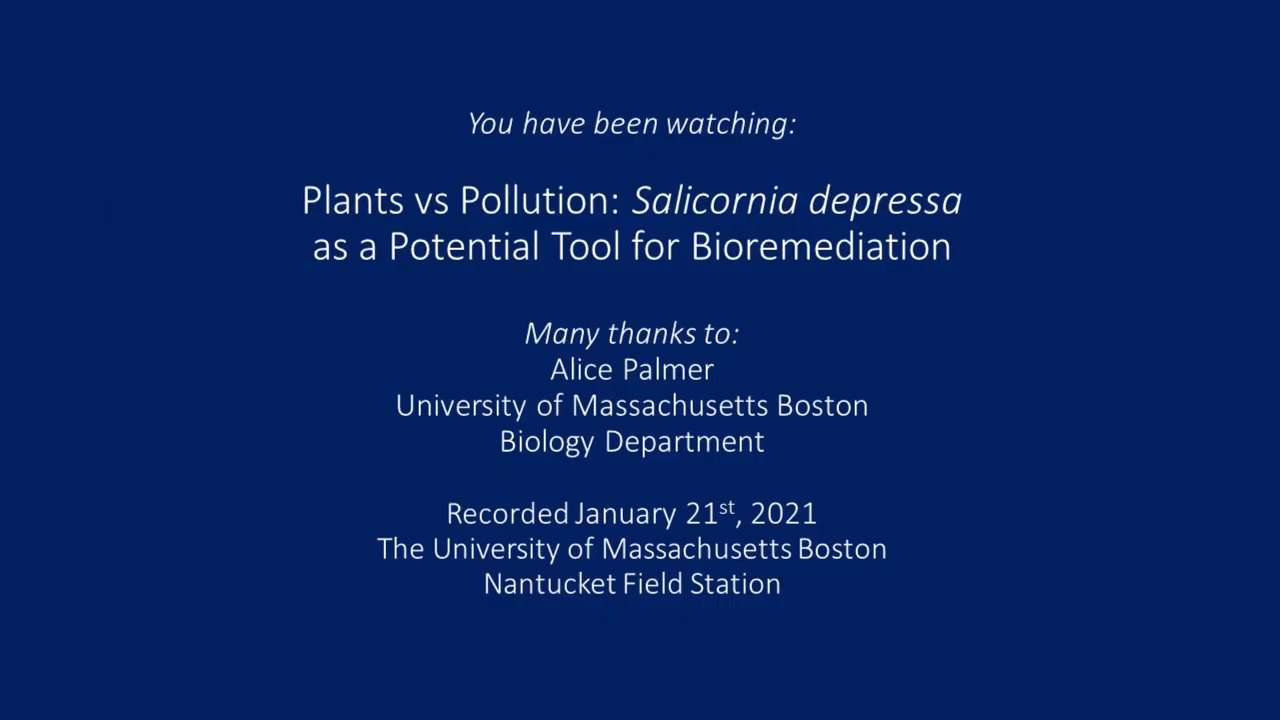 You have been watching:
Plants vs Pollution: Salicornia depressa
as a Potential Tool for Bioremediation
Many thanks to:
Alice Palmer
University of Massachusetts Boston
Biology Department
Recorded January 21st, 2021
The University of Massachusetts Boston
Nantucket Field Station